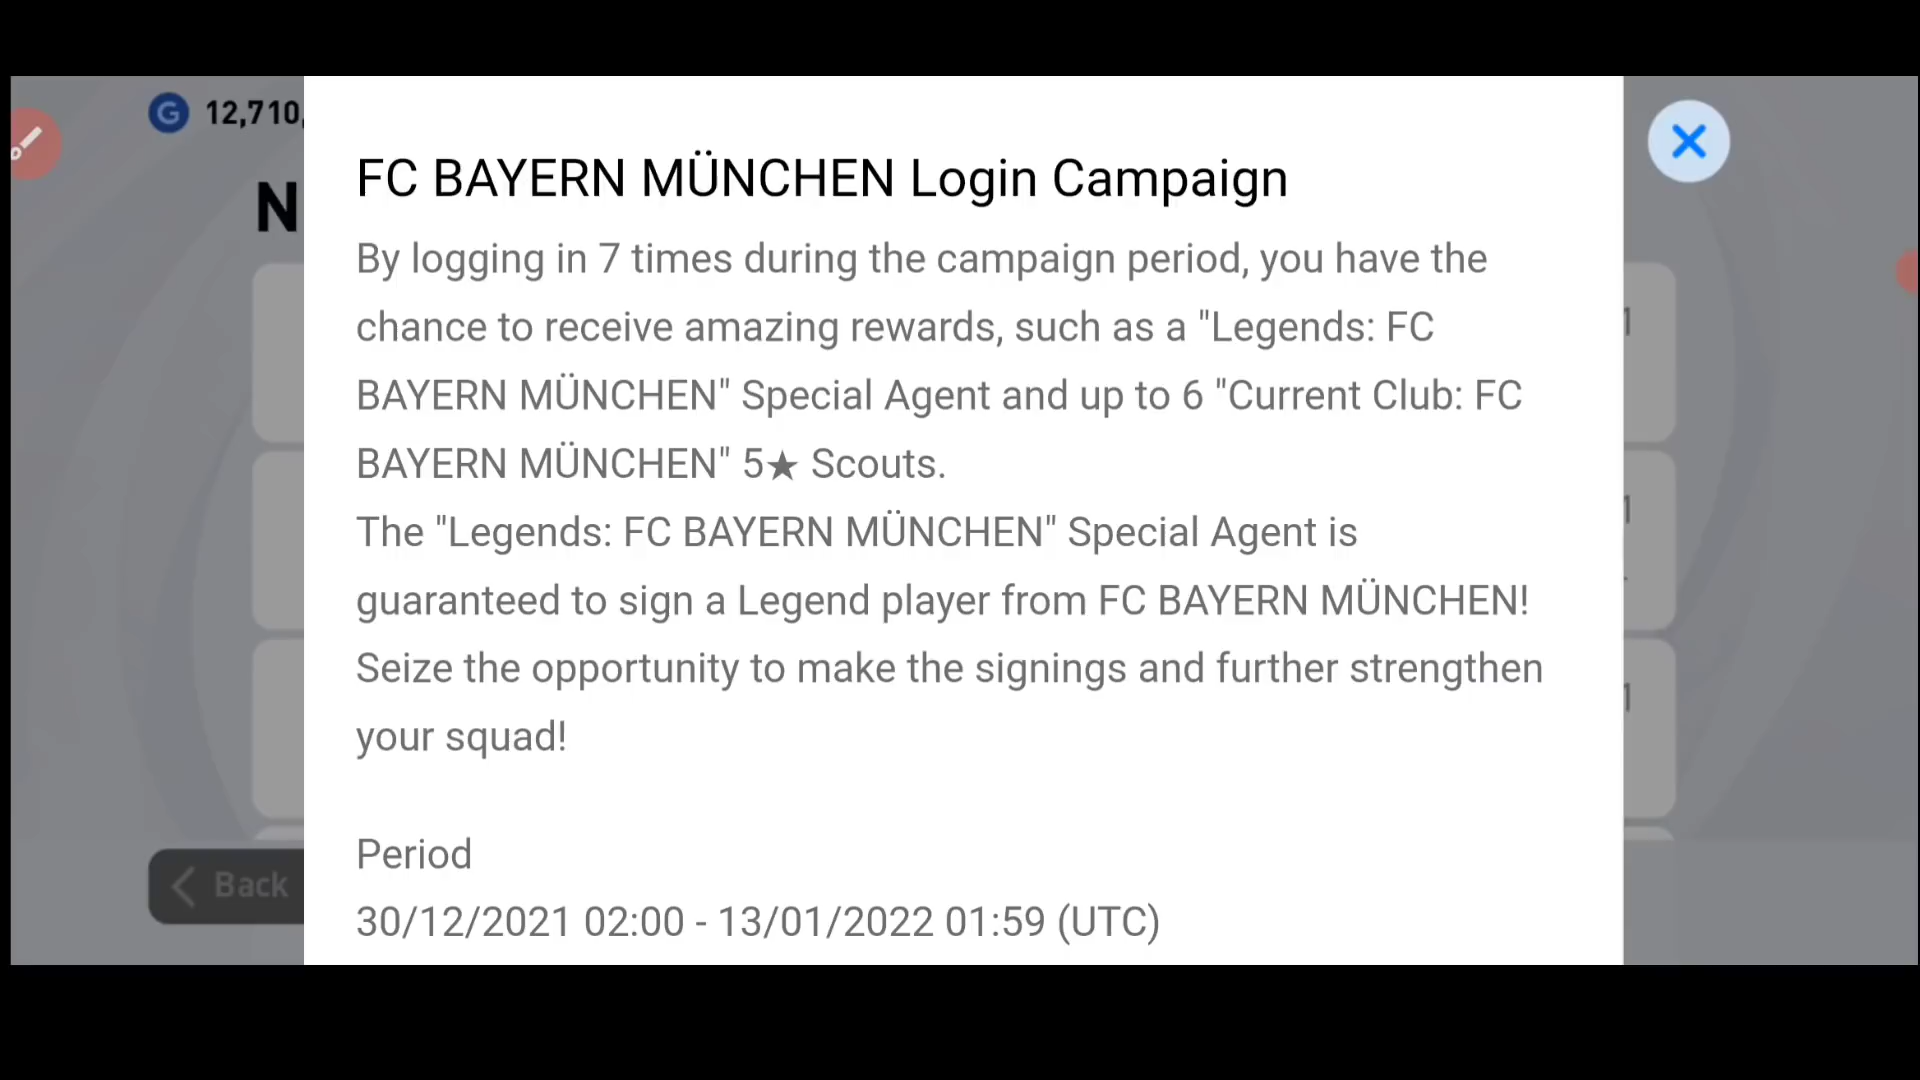 G 12,710,
N
FC BAYERN MÜNCHEN Login Campaign
By logging in 7 times during the campaign period, you have the
chance to receive amazing rewards, such as a "Legends: FC
BAYERN MÜNCHEN" Special Agent and up to 6 "Current Club: FC
BAYERN MÜNCHEN" 5★ Scouts.
The "Legends: FC BAYERN MÜNCHEN" Special Agent is
guaranteed to sign a Legend player from FC BAYERN MÜNCHEN!
Seize the opportunity to make the signings and further strengthen
your squad!
Period
30/12/2021 02:00 - 13/01/2022 01:59 (UTC)
1
1
1
Back